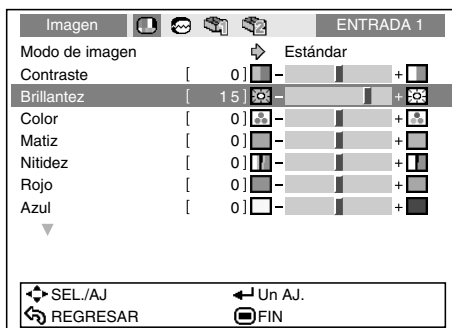 Imagen ENTRADA 1
Modo de imagen Estándar
Contraste [ 0 ] - +
Brillantez [ 15 ] - +
Color [ 0 ] - +
Matiz [ 0 ] - +
Nitidez [ 0 ] - +
Rojo [ 0 ] - +
Azul [ 0 ] - +
SEL./AJ Un AJ.
REGRESAR FIN